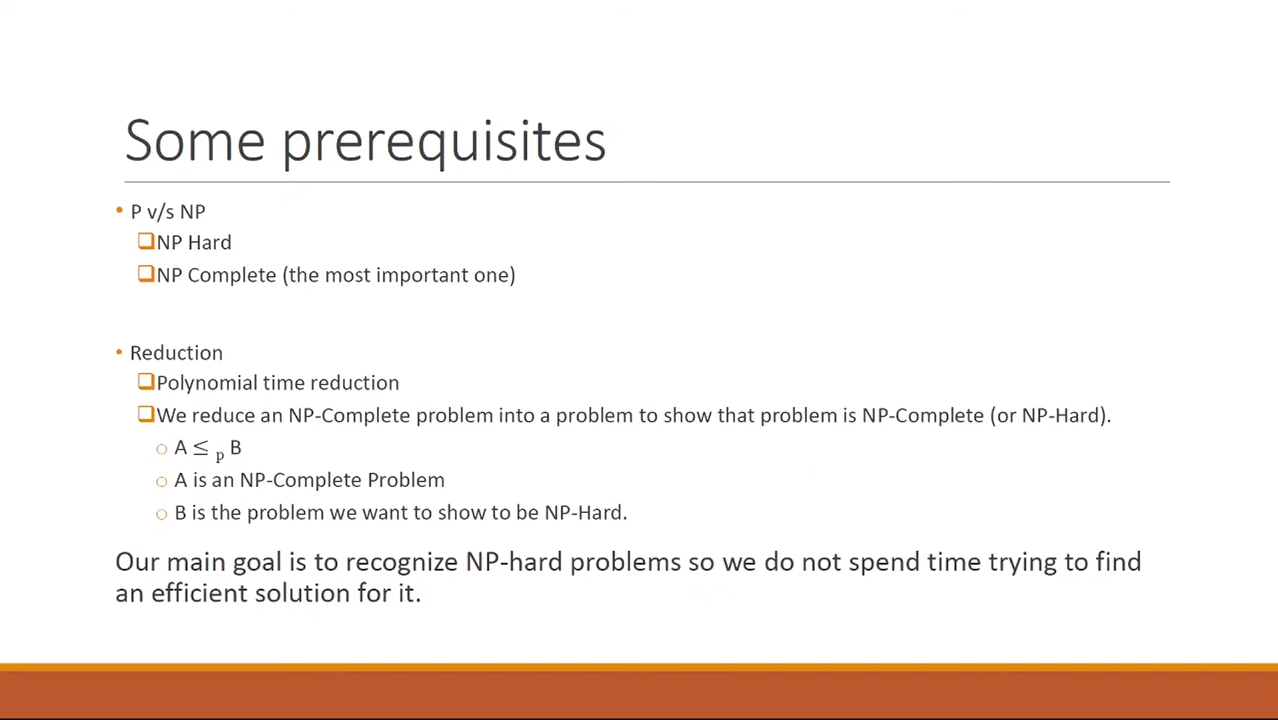 Some prerequisites
• P v/s NP
❑NP Hard
❑NP Complete (the most important one)
• Reduction
❑Polynomial time reduction
❑We reduce an NP-Complete problem into a problem to show that problem is NP-Complete (or NP-Hard).
○ A ≤ p B
○ A is an NP-Complete Problem
○ B is the problem we want to show to be NP-Hard.
Our main goal is to recognize NP-hard problems so we do not spend time trying to find
an efficient solution for it.